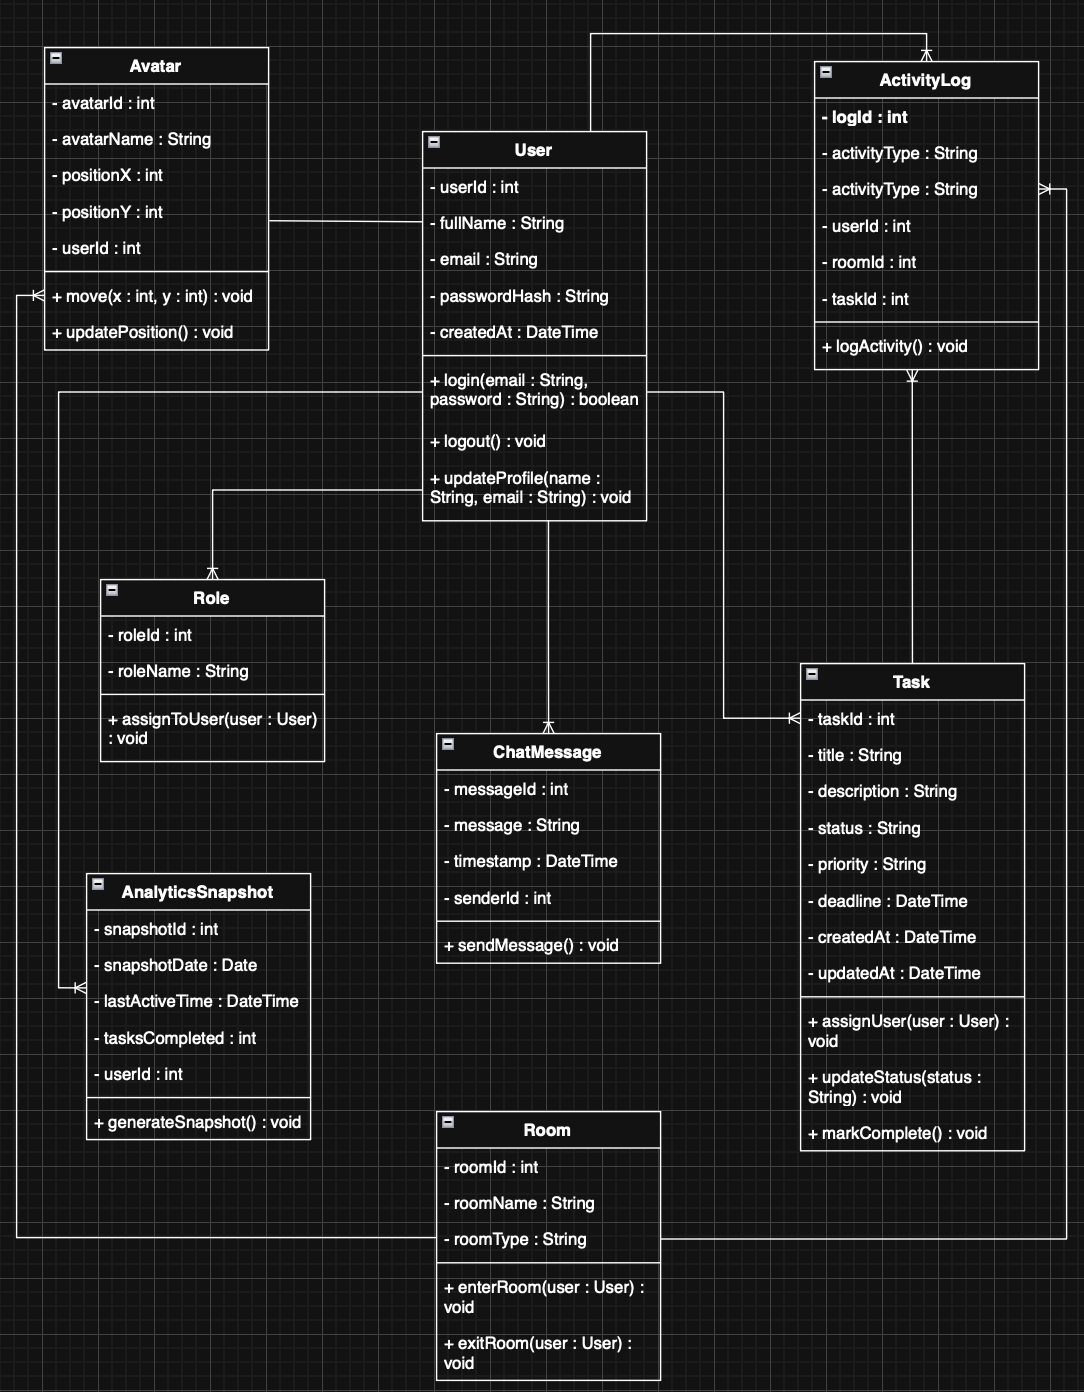 Avatar
- avatarId : int
- avatarName : String
- positionX : int
- positionY : int
- userId : int
+ move(x : int, y : int) : void
+ updatePosition() : void
User
- userId : int
- fullName : String
- email : String
- passwordHash : String
- createdAt : DateTime
+ login(email : String,
password : String) : boolean
+ logout() : void
+ updateProfile(name :
String, email : String) : void
ActivityLog
- logId : int
- activityType : String
- activityType : String
- userId : int
- roomId : int
- taskId : int
+ logActivity() : void
Role
- roleId : int
- roleName : String
+ assignToUser(user : User)
: void
ChatMessage
- messageId : int
- message : String
- timestamp : DateTime
- senderId : int
+ sendMessage() : void
Task
- taskId : int
- title : String
- description : String
- status : String
- priority : String
- deadline : DateTime
- createdAt : DateTime
- updatedAt : DateTime
+ assignUser(user : User) :
void
+ updateStatus(status :
String) : void
+ markComplete() : void
AnalyticsSnapshot
- snapshotId : int
- snapshotDate : Date
- lastActiveTime : DateTime
- tasksCompleted : int
- userId : int
+ generateSnapshot() : void
Room
- roomId : int
- roomName : String
- roomType : String
+ enterRoom(user : User) :
void
+ exitRoom(user : User) :
void